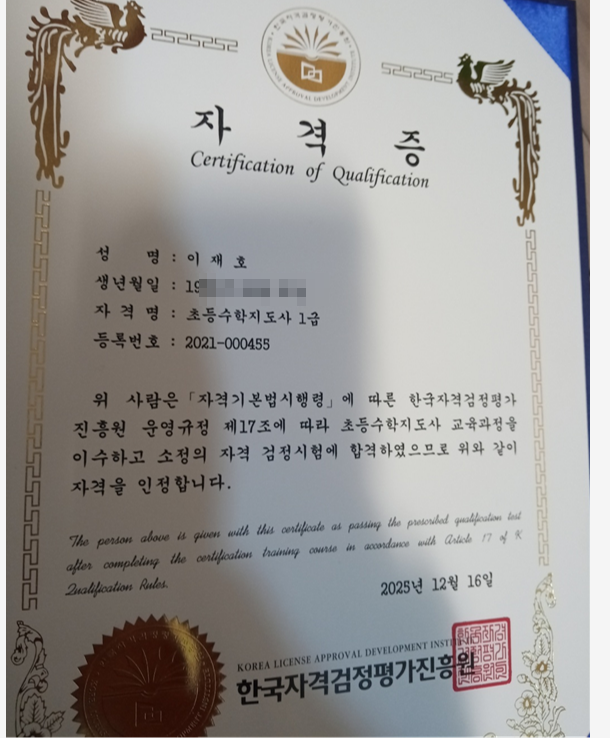 자 격 증
Certification of Qualification
성 명 : 이 재 호
생년월일 : 19
자 격 명 : 초등수학지도사 1급
등록번호 : 2021-000455
위 사람은 「자격기본법시행령」에 따른 한국자격검정평가
진흥원 운영규정 제17조에 따라 초등수학지도사 교육과정을
이수하고 소정의 자격 검정시험에 합격하였으므로 위와 같이
자격을 인정합니다.
The person above is given with this certificate as passing the prescribed qualification test
after completing the certification training course in accordance with Article 17 of K
Qualification Rules.
2025년 12월 16일
KOREA LICENSE APPROVAL DEVELOPMENT INSTITUTE
한국자격검정평가진흥원